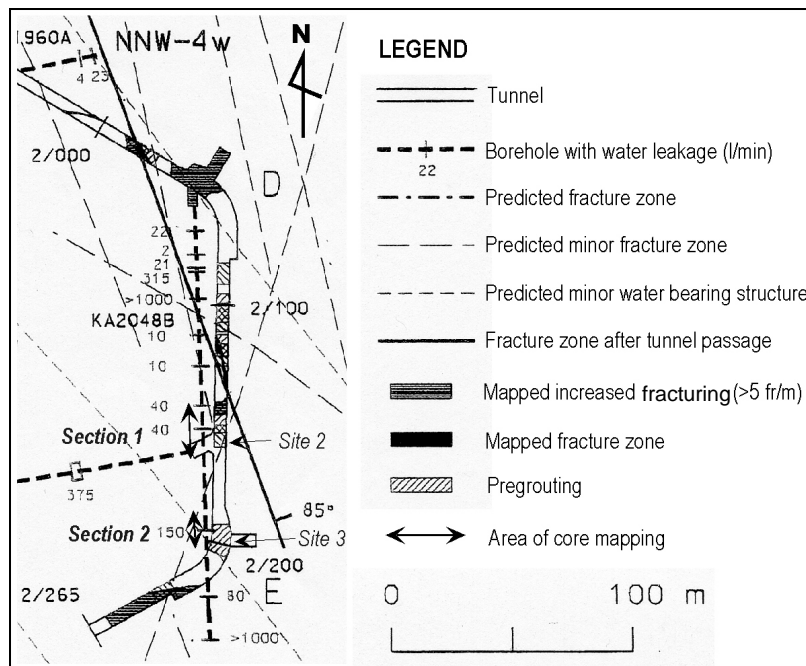 1960A
NNW-4w
N
4 23
2/000
D
22
2
21
315
>1000
2/100
KA2048B
10
10
40
Section 1
40
Site 2
375
85°
Section 2
150
Site 3
2/200
2/265
80
E
>1000
LEGEND
Tunnel
Borehole with water leakage (l/min)
22
Predicted fracture zone
Predicted minor fracture zone
Predicted minor water bearing structure
Fracture zone after tunnel passage
Mapped increased fracturing (>5 fr/m)
Mapped fracture zone
Pregrouting
Area of core mapping
0 100 m